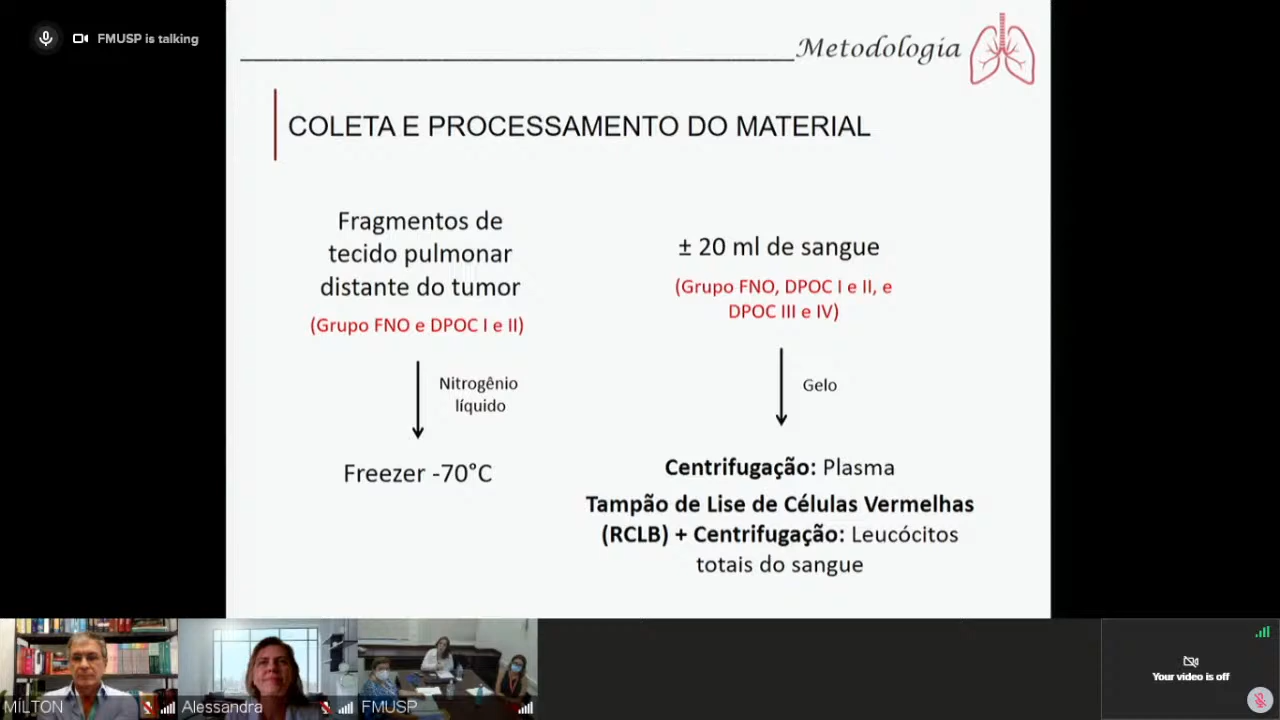 FMUSP is talking
Metodologia
COLETA E PROCESSAMENTO DO MATERIAL
Fragmentos de
tecido pulmonar
distante do tumor
(Grupo FNO e DPOC I e II)
Nitrogênio
líquido
Freezer -70°C
± 20 ml de sangue
(Grupo FNO, DPOC I e II, e
DPOC III e IV)
Gelo
Centrifugação: Plasma
Tampão de Lise de Células Vermelhas
(RCLB) + Centrifugação: Leucócitos
totais do sangue
MILTON
Alessandra
FMUSP
Your video is off